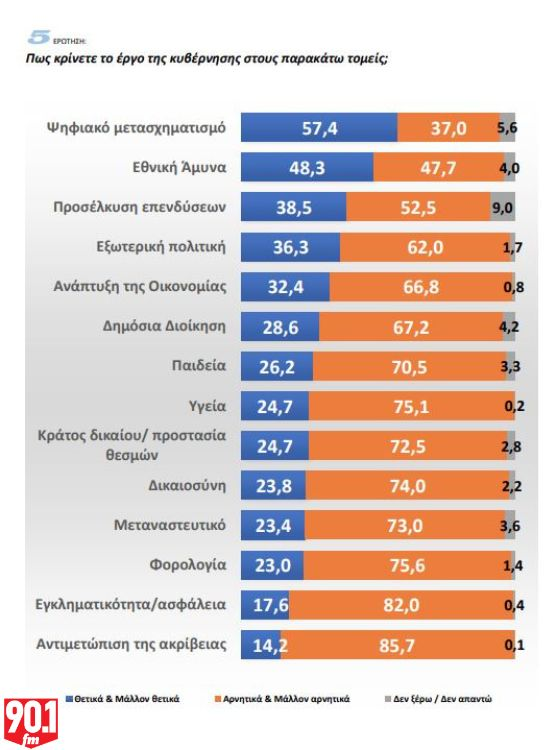 5 ΕΡΩΤΗΣΗ:
Πως κρίνετε το έργο της κυβέρνησης στους παρακάτω τομείς;
Ψηφιακό μετασχηματισμό 57,4 37,0 5,6
Εθνική Άμυνα 48,3 47,7 4,0
Προσέλκυση επενδύσεων 38,5 52,5 9,0
Εξωτερική πολιτική 36,3 62,0 1,7
Ανάπτυξη της Οικονομίας 32,4 66,8 0,8
Δημόσια Διοίκηση 28,6 67,2 4,2
Παιδεία 26,2 70,5 3,3
Υγεία 24,7 75,1 0,2
Κράτος δικαίου/ προστασία
θεσμών 24,7 72,5 2,8
Δικαιοσύνη 23,8 74,0 2,2
Μεταναστευτικό 23,4 73,0 3,6
Φορολογία 23,0 75,6 1,4
Εγκληματικότητα/ασφάλεια 17,6 82,0 0,4
Αντιμετώπιση της ακρίβειας 14,2 85,7 0,1
Θετικά & Μάλλον θετικά Αρνητικά & Μάλλον αρνητικά Δεν ξέρω / Δεν απαντώ
90.1
fm